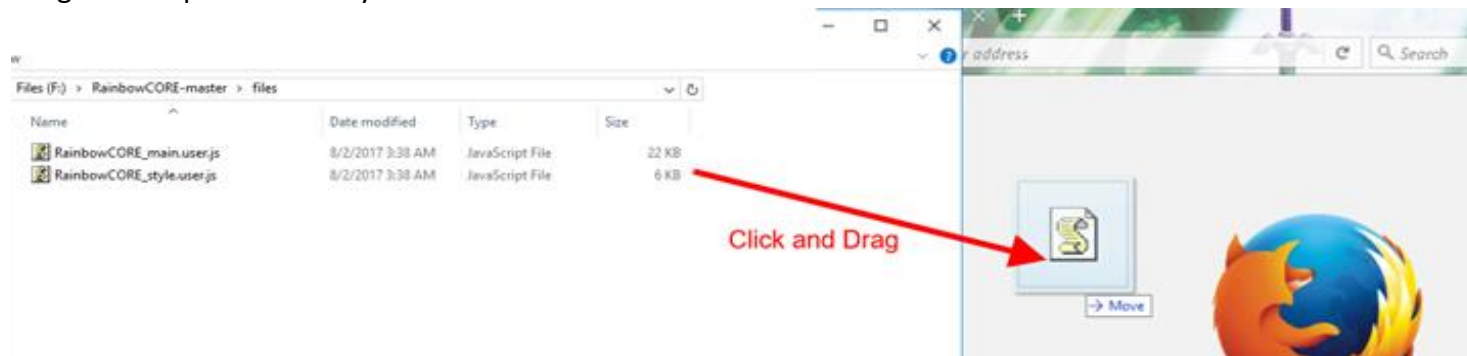 w
r address
Search
Files (F:) > RainbowCORE-master > files
Name Date modified Type Size
RainbowCORE_main.user.js 8/2/2017 3:38 AM JavaScript File 22 KB
RainbowCORE_style.user.js 8/2/2017 3:38 AM JavaScript File 6 KB
Click and Drag
Move